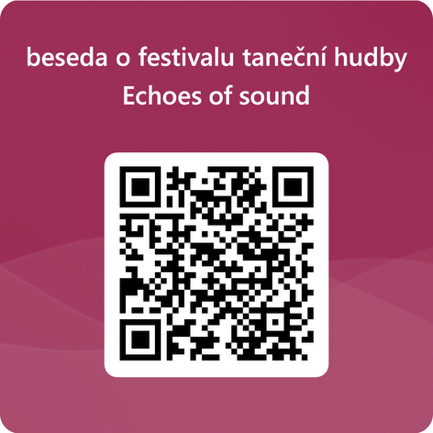 beseda o festivalu taneční hudby
Echoes of sound